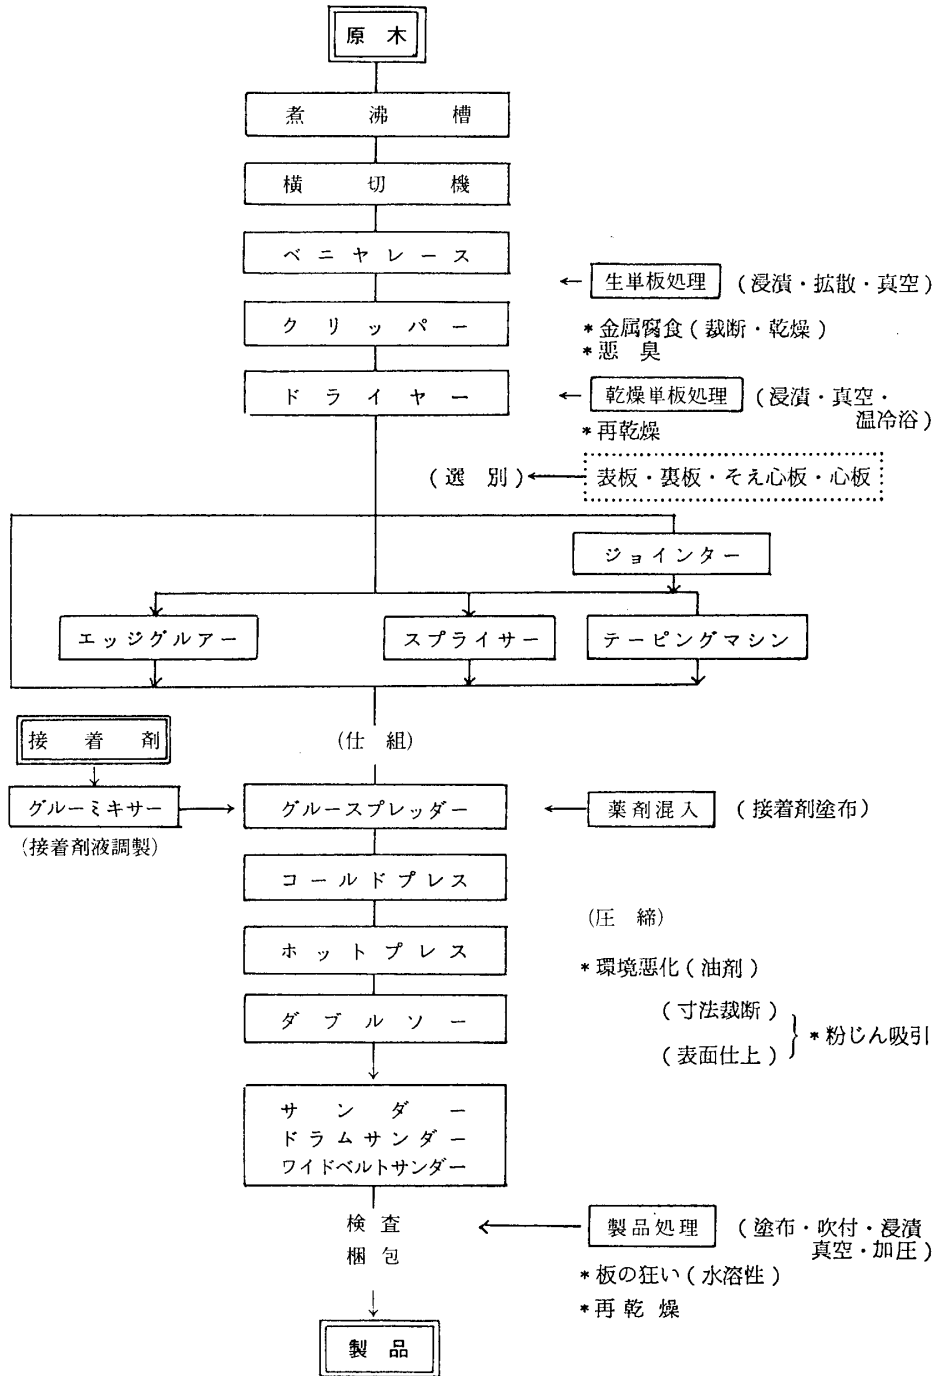 原木
煮沸槽
横切機
ベニヤレース
←生単板処理(浸漬・拡散・真空)
クリッパー
*金属腐食(裁断・乾燥)
*悪臭
ドライヤー
←乾燥単板処理(浸漬・真空・
温冷浴)
*再乾燥
(選別)←表板・裏板・そえ心板・心板
ジョインター
エッジグルアー
スプライサー
テーピングマシン
接着剤
(仕組)
グルーミキサー
(接着剤液調製)
グルースプレッダー
←薬剤混入(接着剤塗布)
コールドプレス
(圧締)
ホットプレス
*環境悪化(油剤)
ダブルソー
(寸法裁断)
(表面仕上)
*粉じん吸引
サンダー
ドラムサンダー
ワイドベルトサンダー
検査
梱包
←製品処理(塗布・吹付・浸漬
真空・加圧)
*板の狂い(水溶性)
*再乾燥
製品